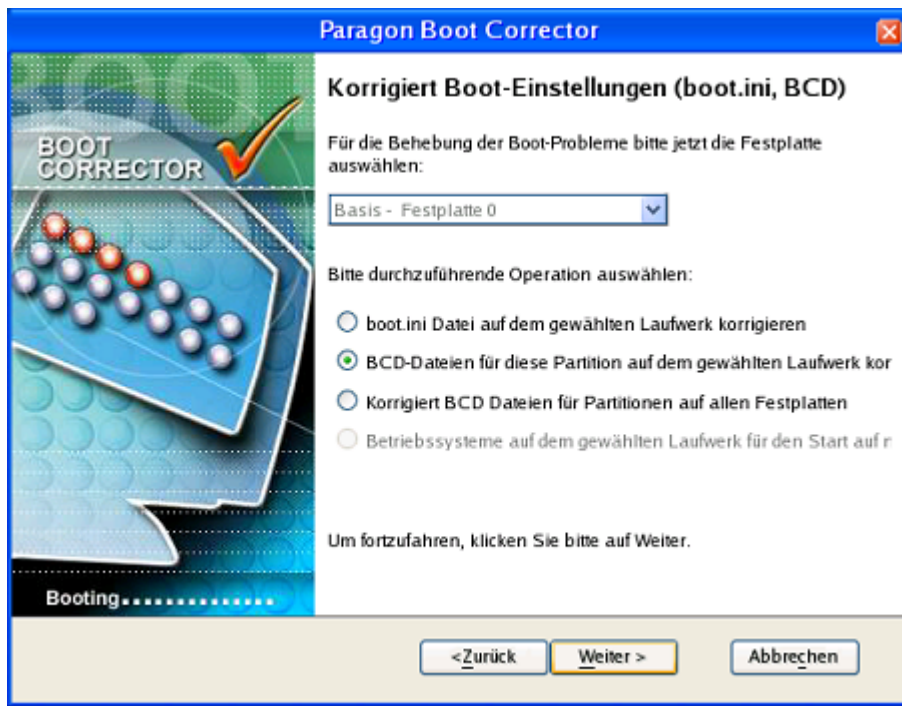 Paragon Boot Corrector
BOOT
BOOT
CORRECTOR
Korrigiert Boot-Einstellungen (boot.ini, BCD)
Für die Behebung der Boot-Probleme bitte jetzt die Festplatte
auswählen:
Basis - Festplatte 0
Bitte durchzuführende Operation auswählen:
boot.ini Datei auf dem gewählten Laufwerk korrigieren
BCD-Dateien für diese Partition auf dem gewählten Laufwerk kor
Korrigiert BCD Dateien für Partitionen auf allen Festplatten
Betriebssysteme auf dem gewählten Laufwerk für den Start auf n
Um fortzufahren, klicken Sie bitte auf Weiter.
Booting..............
<Zurück Weiter > Abbrechen